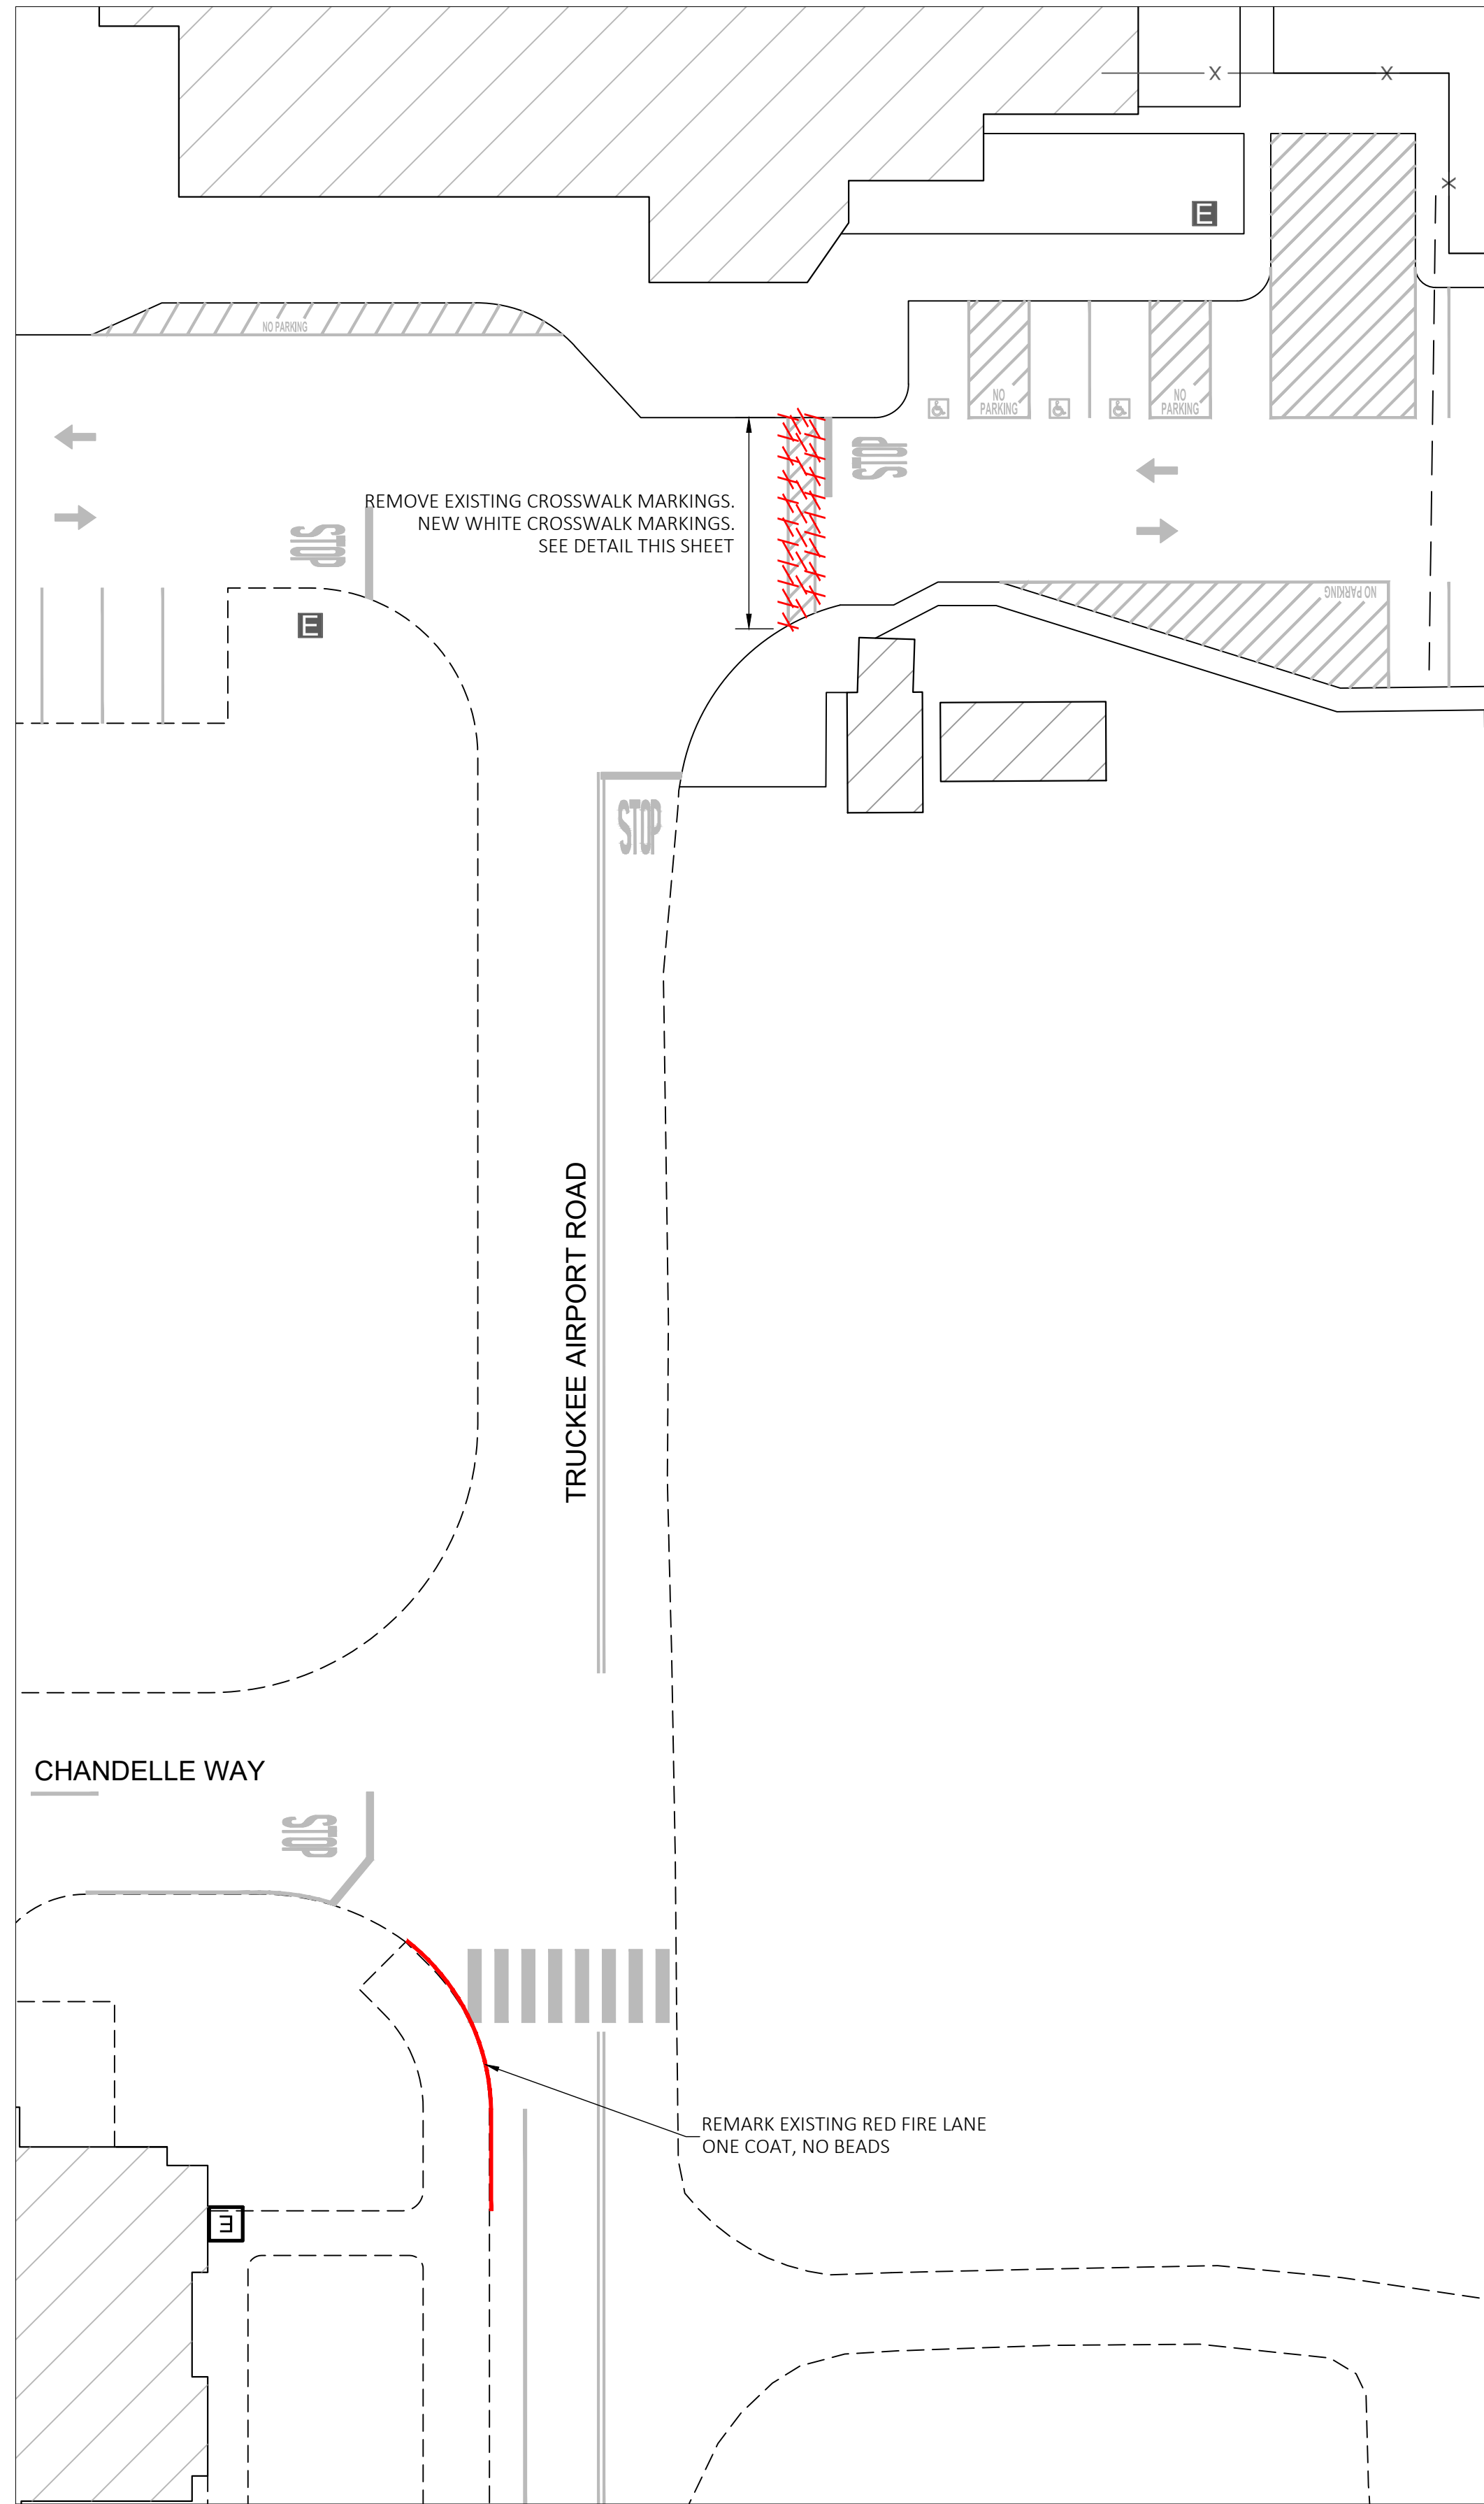 X
X
E
X
NO PARKING
NO
PARKING
NO
PARKING
STOP
REMOVE EXISTING CROSSWALK MARKINGS.
NEW WHITE CROSSWALK MARKINGS.
SEE DETAIL THIS SHEET
STOP
NO PARKING
E
STOP
TRUCKEE AIRPORT ROAD
CHANDELLE WAY
STOP
REMARK EXISTING RED FIRE LANE
ONE COAT, NO BEADS
E